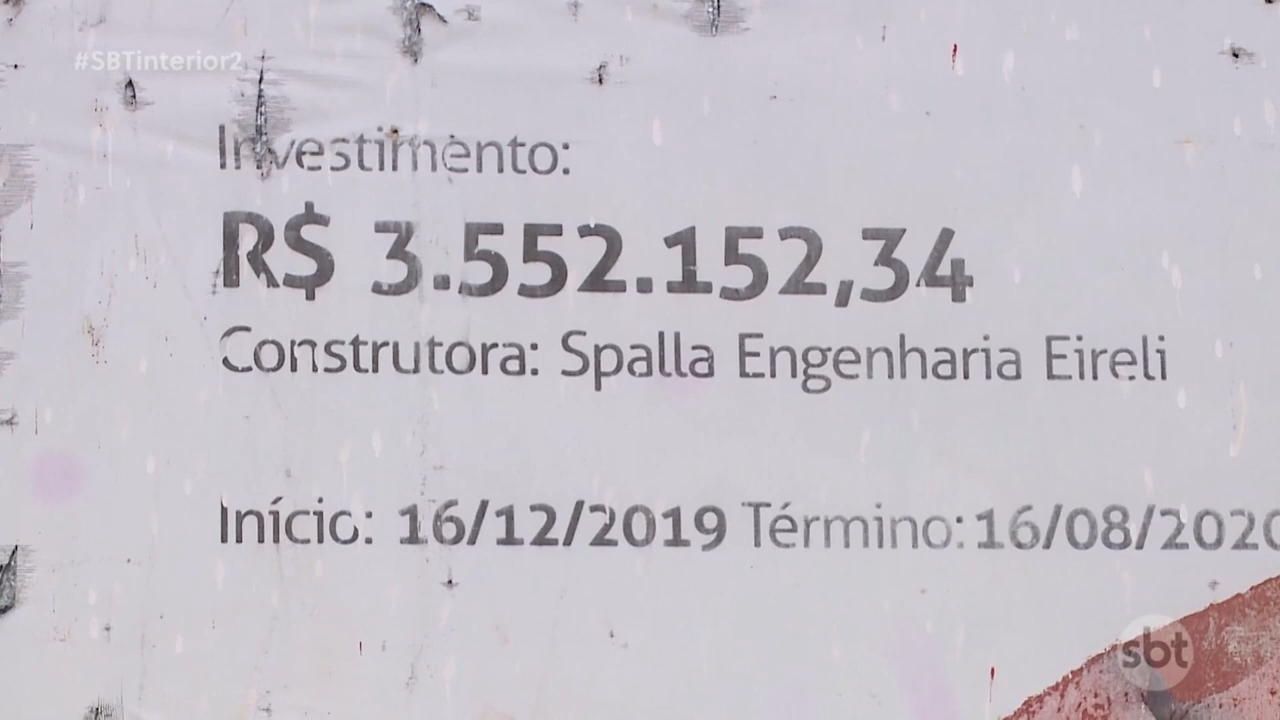 #SBTinterior2
Investimento:
R$ 3.552.152,34
Construtora: Spalla Engenharia Eireli
Início: 16/12/2019 Término: 16/08/2020
sbt